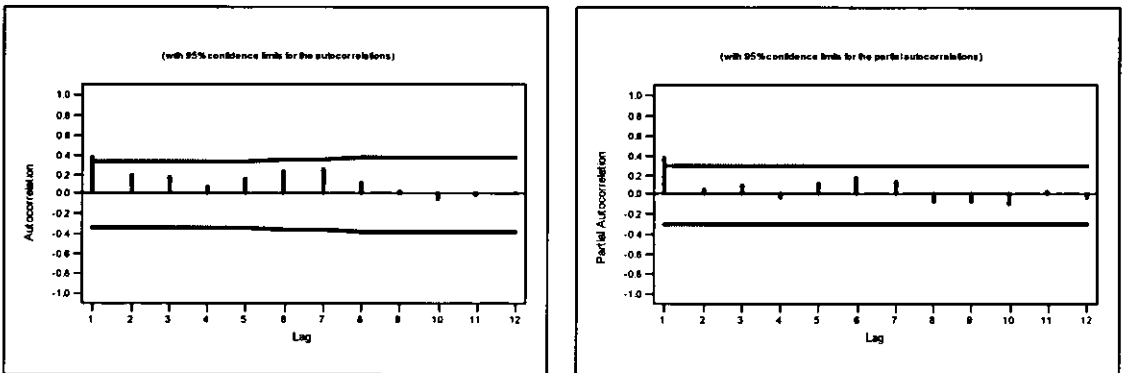 (with 95% confidence limits for the autocorrelations)
Autocorrelation
1.0
0.8
0.6
0.4
0.2
0.0
-0.2
-0.4
-0.6
-0.8
-1.0
1 2 3 4 5 6 7 8 9 10 11 12
Lag
(with 95% confidence limits for the partial autocorrelations)
Partial Autocorrelation
1.0
0.8
0.6
0.4
0.2
0.0
-0.2
-0.4
-0.6
-0.8
-1.0
1 2 3 4 5 6 7 8 9 10 11 12
Lag